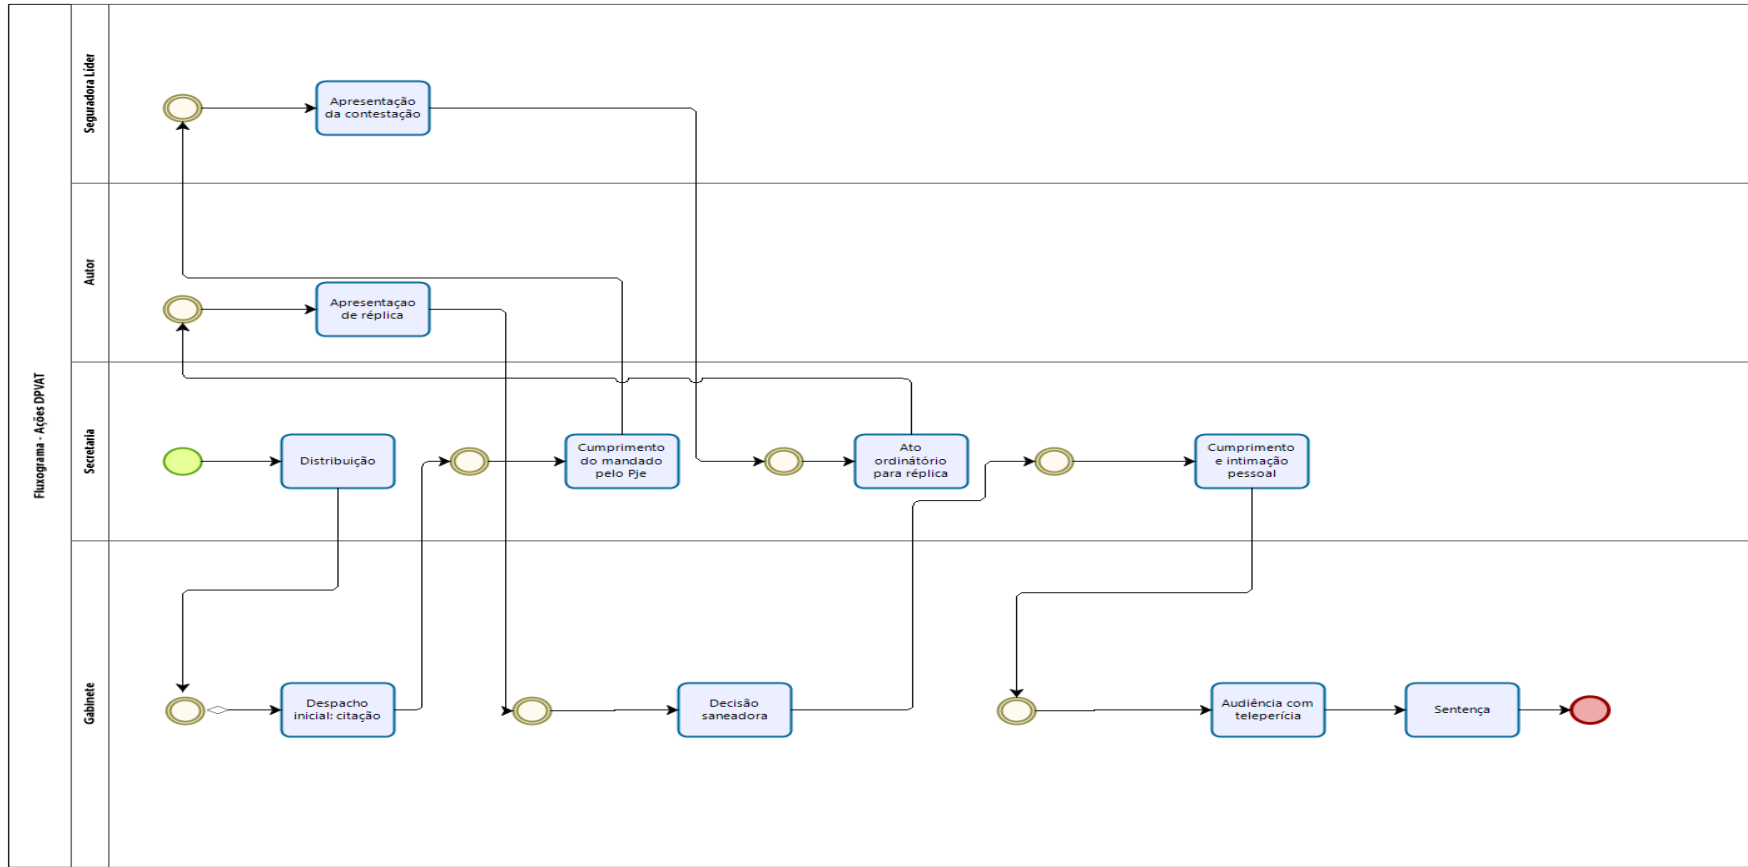 Fluxograma - Ações DPVAT
Seguradora Líder
Apresentação
da contestação
Autor
Apresentaçao
de réplica
Secretaria
Distribuição
Cumprimento
do mandado
pelo Pje
Ato
ordinátório
para réplica
Cumprimento
e intimação
pessoal
Gabinete
Despacho
inicial: citação
Decisão
saneadora
Audiência com
teleperícia
Sentença